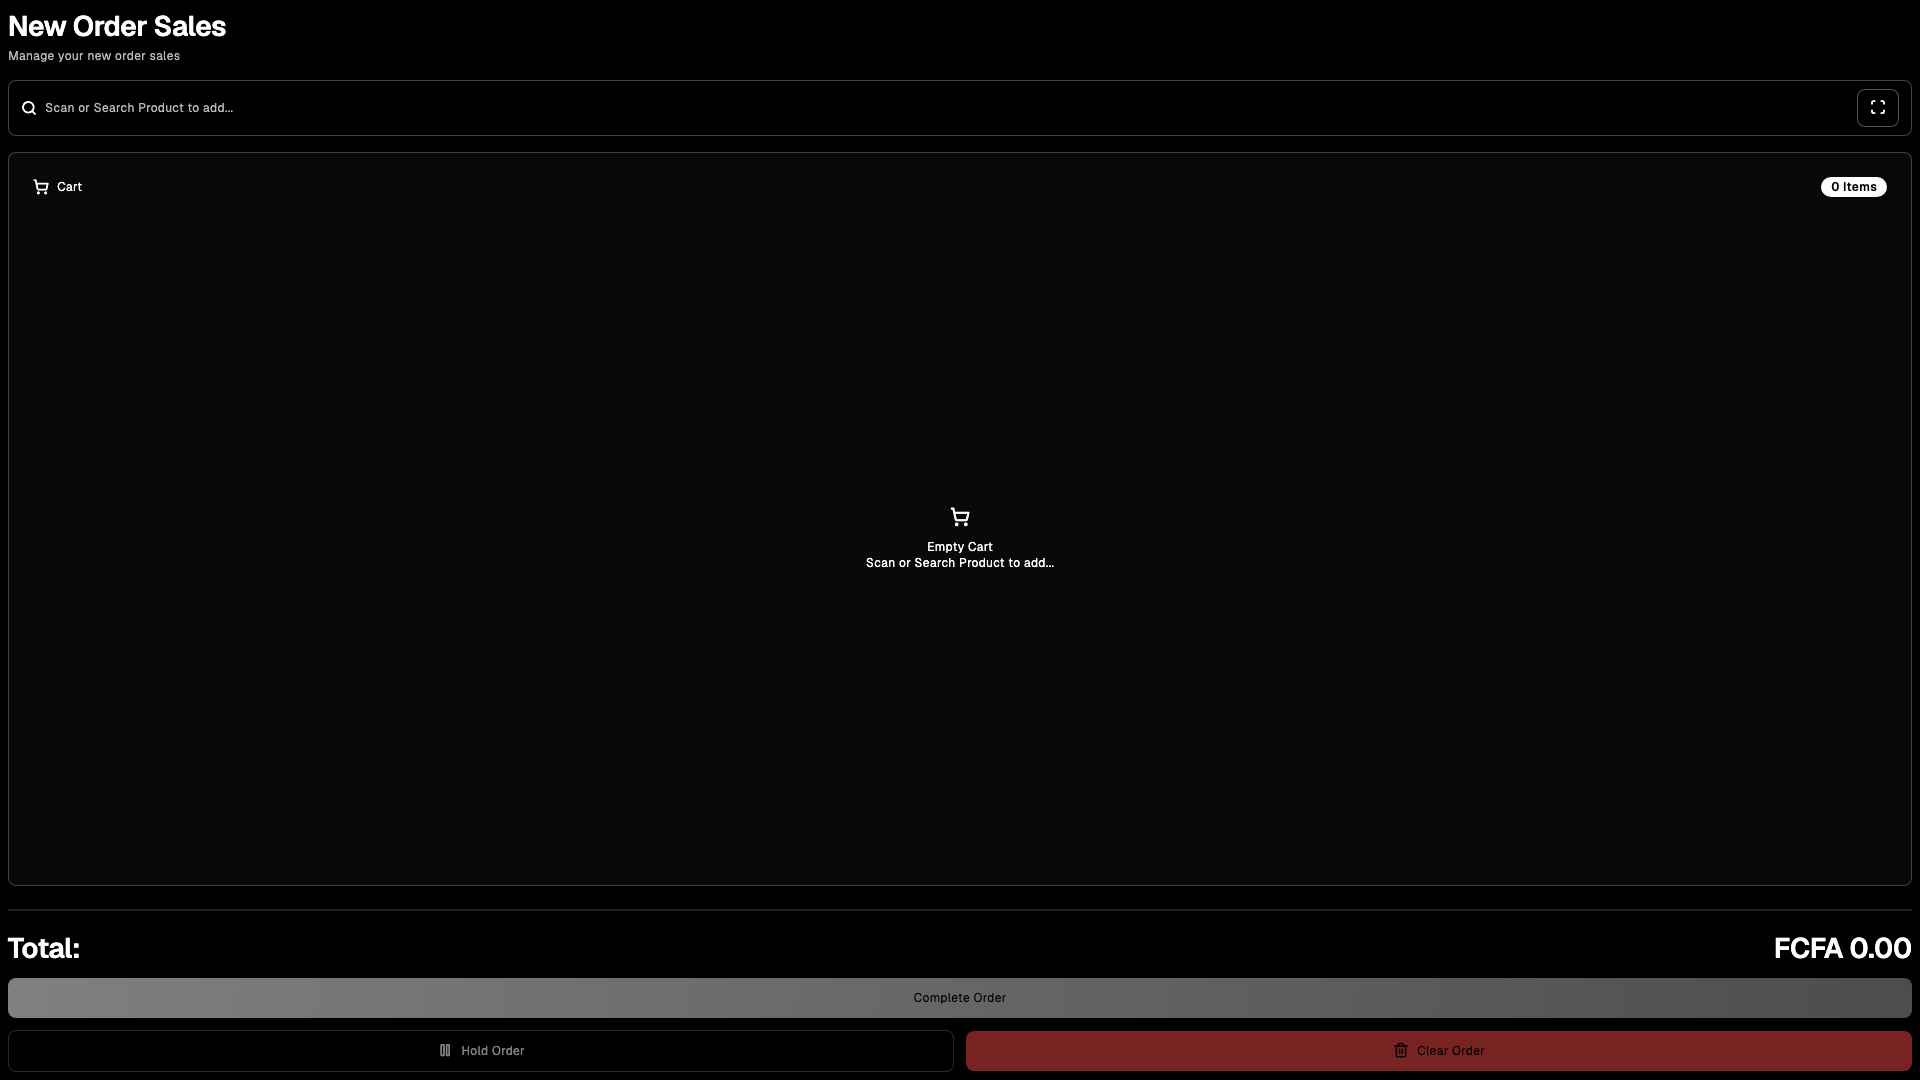 New Order Sales
Manage your new order sales
Scan or Search Product to add...
Cart
0 Items
Empty Cart
Scan or Search Product to add...
Total:
FCFA 0.00
Complete Order
Hold Order
Clear Order